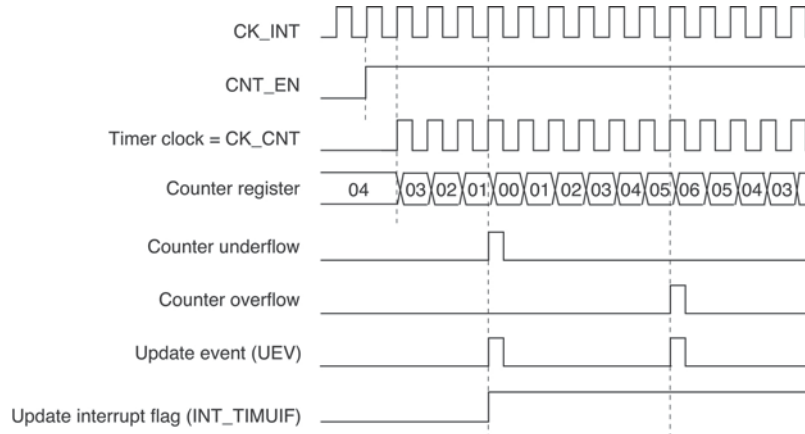 CK_INT
CNT_EN
Timer clock = CK_CNT
Counter register 04 03 02 01 00 01 02 03 04 05 06 05 04 03
Counter underflow
Counter overflow
Update event (UEV)
Update interrupt flag (INT_TIMUIF)